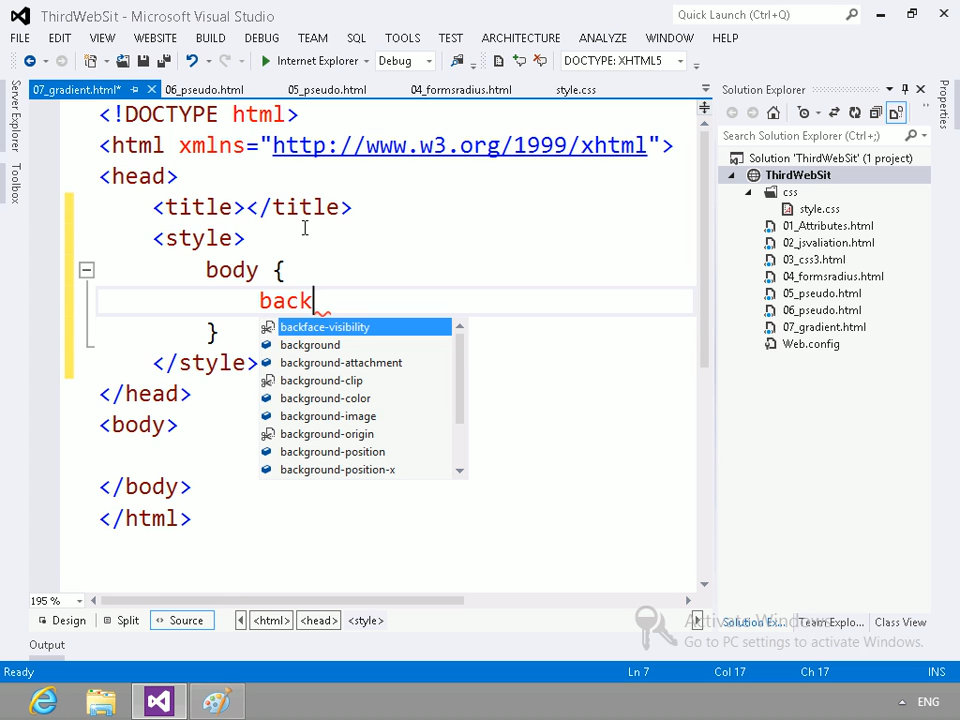 ThirdWebSit - Microsoft Visual Studio
Quick Launch (Ctrl+Q)
FILE EDIT VIEW WEBSITE BUILD DEBUG TEAM SQL TOOLS TEST ARCHITECTURE ANALYZE WINDOW HELP
Internet Explorer Debug DOCTYPE: XHTML5
07_gradient.html* 06_pseudo.html 05_pseudo.html 04_formsradius.html style.css
Server Explorer
Toolbox
<!DOCTYPE html>
<html xmlns="http://www.w3.org/1999/xhtml">
<head>
<title></title>
<style>
body {
back
}
</style>
</head>
<body>
</body>
</html>
backface-visibility
background
background-attachment
background-clip
background-color
background-image
background-origin
background-position
background-position-x
Solution Explorer
Search Solution Explorer (Ctrl+;)
Solution 'ThirdWebSit' (1 project)
ThirdWebSit
css
style.css
01_Attributes.html
02_jsvaliation.html
03_css3.html
04_formsradius.html
05_pseudo.html
06_pseudo.html
07_gradient.html
Web.config
Properties
195 %
Design Split Source <html> <head> <style>
Solution Ex... Team Explo... Class View
Activate Windows
Go to PC settings to activate Windows.
Output
Ready Ln 7 Col 17 Ch 17 INS
ENG